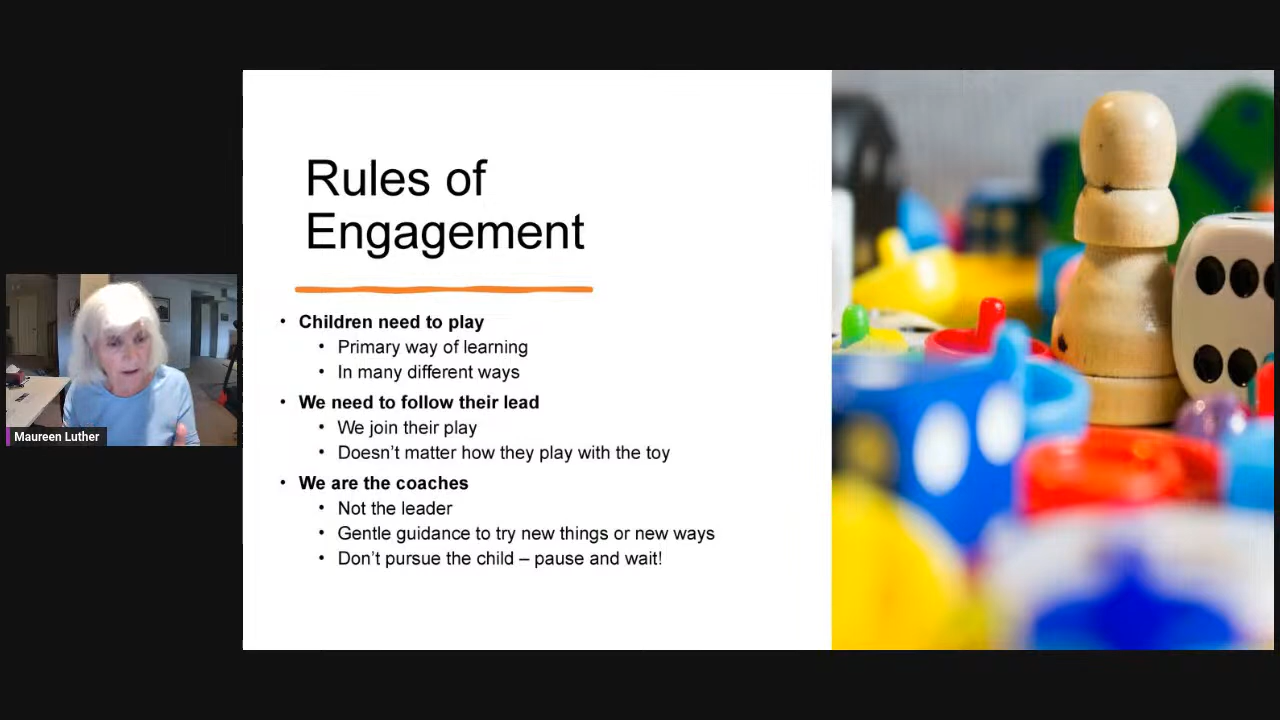 Rules of
Engagement
• Children need to play
• Primary way of learning
• In many different ways
• We need to follow their lead
• We join their play
• Doesn’t matter how they play with the toy
• We are the coaches
• Not the leader
• Gentle guidance to try new things or new ways
• Don’t pursue the child – pause and wait!
Maureen Luther